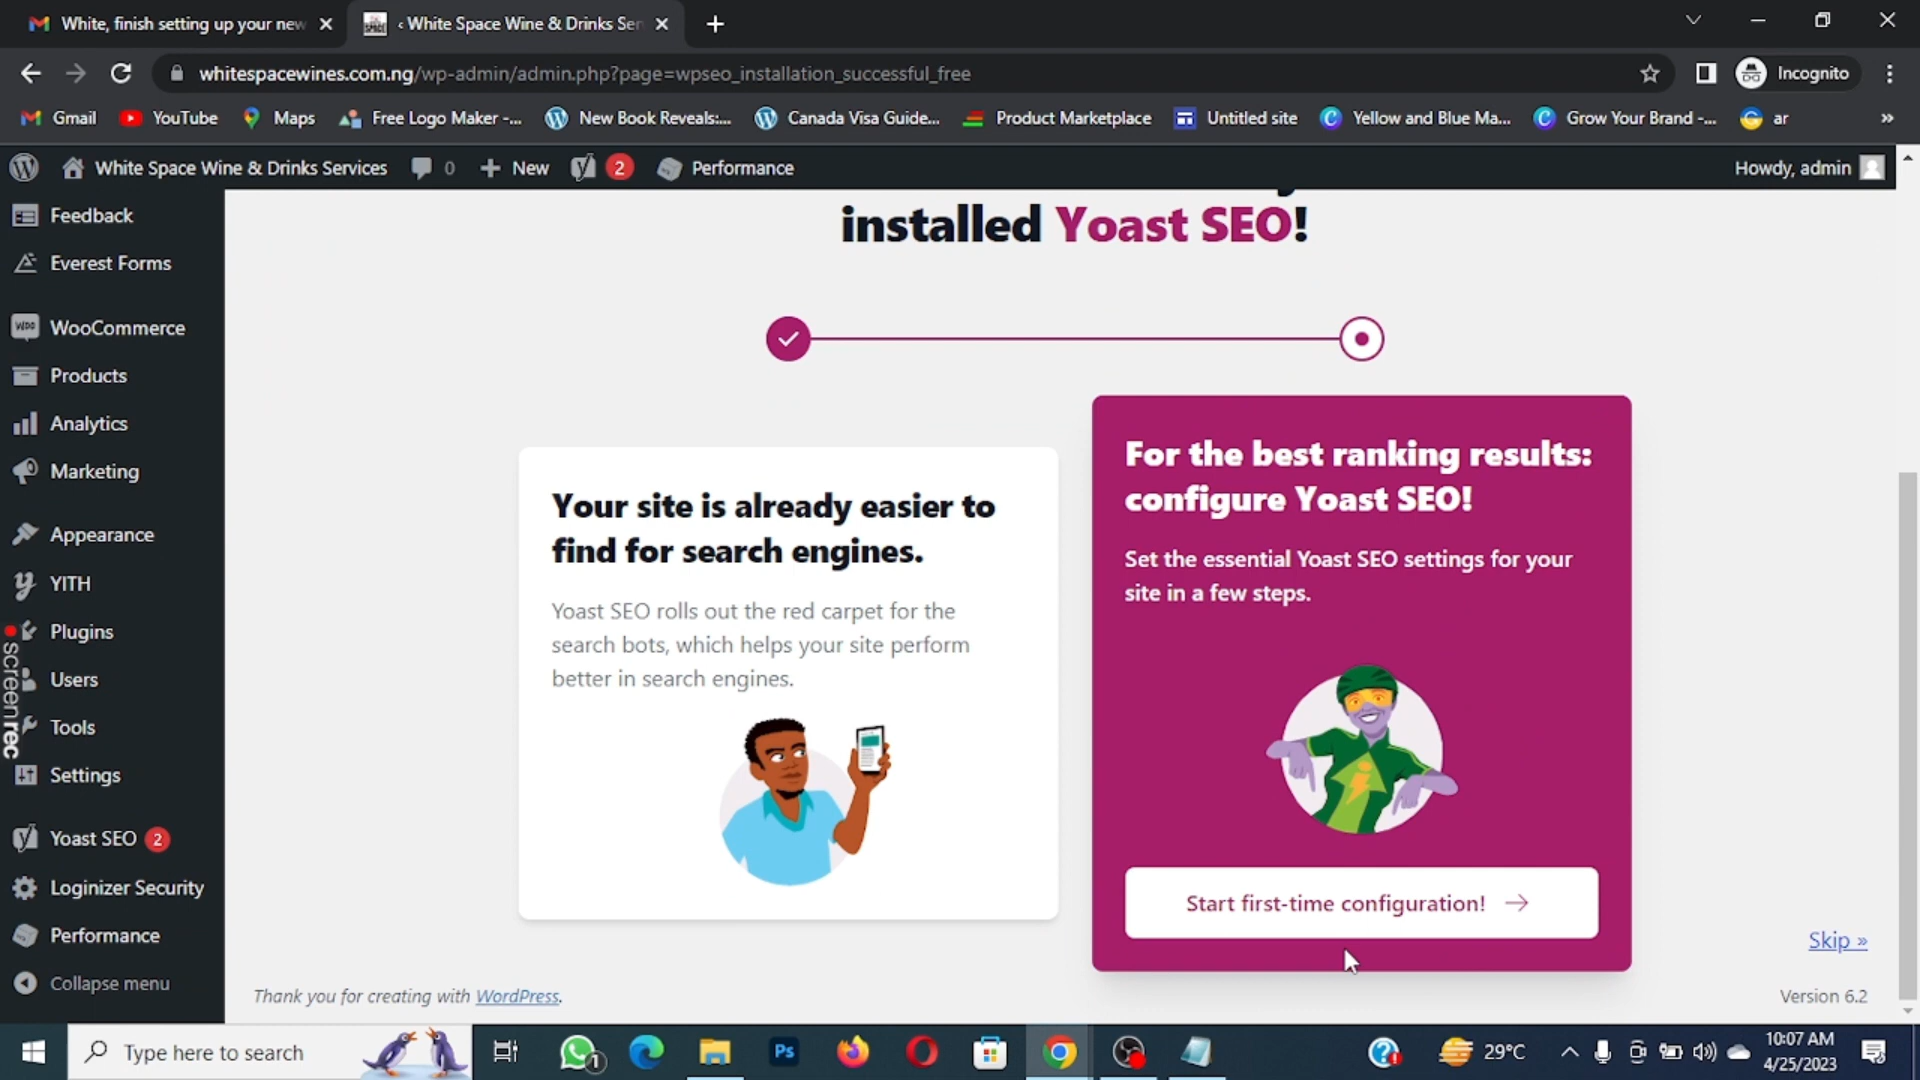 White, finish setting up your new
‹ White Space Wine & Drinks Ser
whitespacewines.com.ng/wp-admin/admin.php?page=wpseo_installation_successful_free
Incognito
Gmail
YouTube
Maps
Free Logo Maker -...
New Book Reveals:...
Canada Visa Guide...
Product Marketplace
Untitled site
Yellow and Blue Ma...
Grow Your Brand -...
ar
»
White Space Wine & Drinks Services
0
New
2
Performance
Howdy, admin
Feedback
Everest Forms
WooCommerce
Products
Analytics
Marketing
Appearance
YITH
Plugins
Users
Tools
Settings
Yoast SEO 2
Loginizer Security
Performance
Collapse menu
screenrec
installed Yoast SEO!
Your site is already easier to
find for search engines.
Yoast SEO rolls out the red carpet for the
search bots, which helps your site perform
better in search engines.
For the best ranking results:
configure Yoast SEO!
Set the essential Yoast SEO settings for your
site in a few steps.
Start first-time configuration! →
Skip »
Thank you for creating with WordPress.
Version 6.2
Type here to search
1
Ps
29°C
10:07 AM
4/25/2023